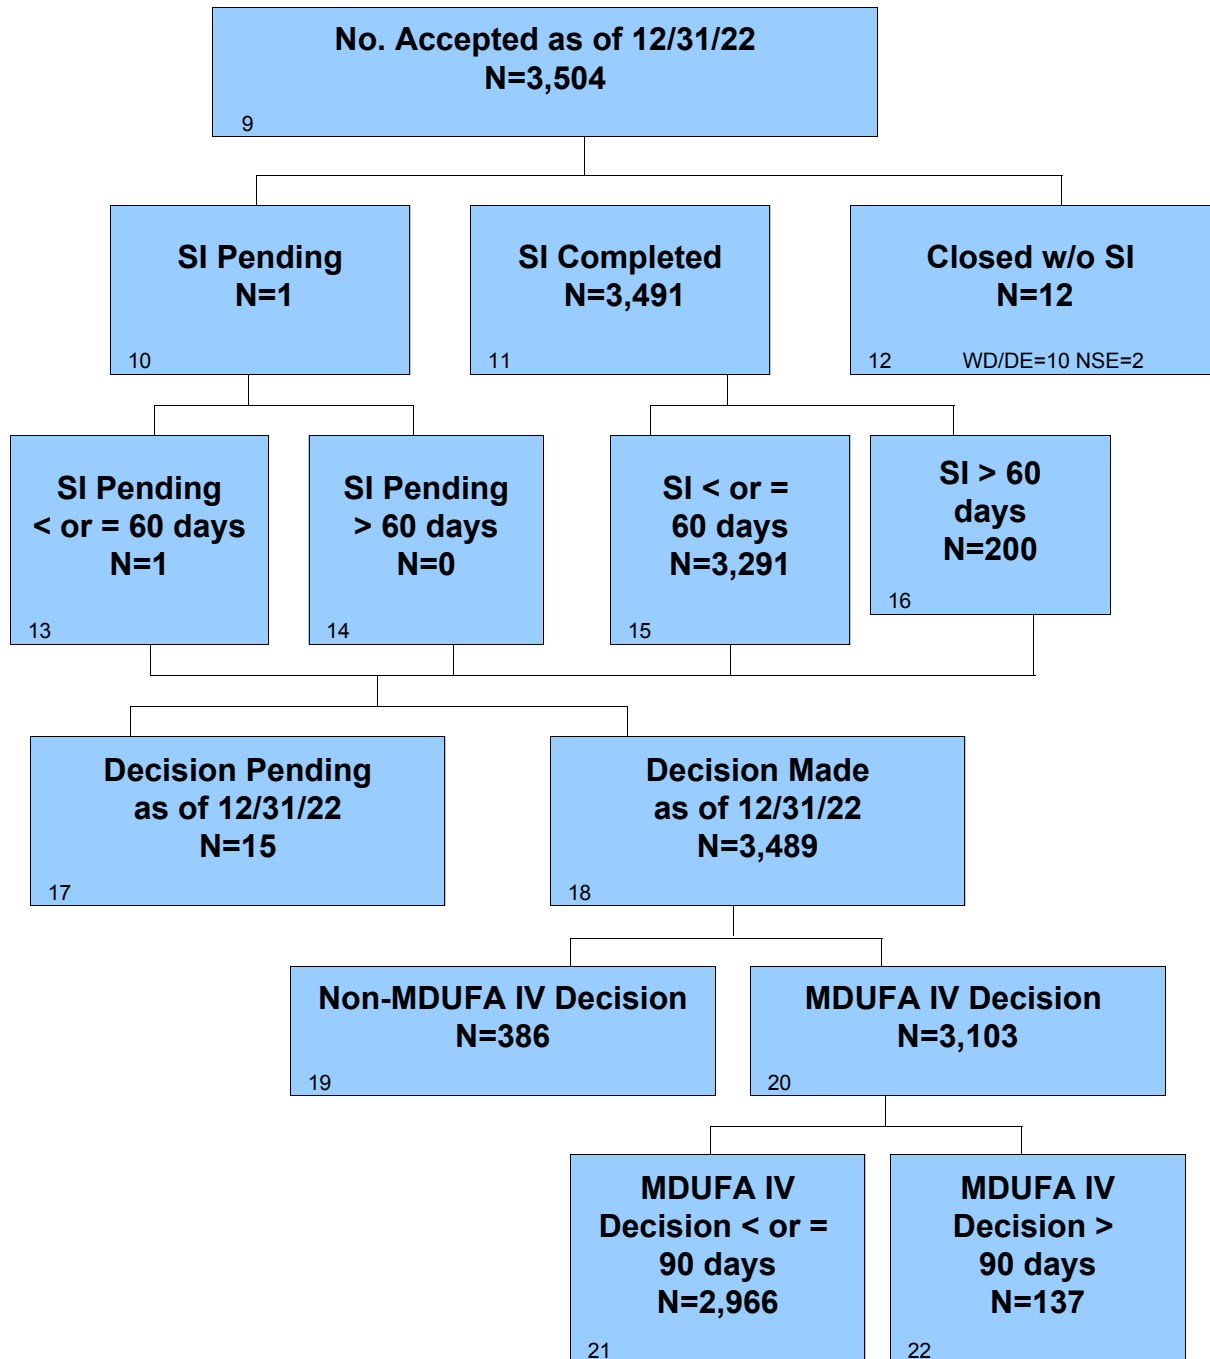 No. Accepted as of 12/31/22
N=3,504
9
SI Pending
N=1
10
SI Completed
N=3,491
11
Closed w/o SI
N=12
12 WD/DE=10 NSE=2
SI Pending
< or = 60 days
N=1
13
SI Pending
> 60 days
N=0
14
SI < or =
60 days
N=3,291
15
SI > 60
days
N=200
16
Decision Pending
as of 12/31/22
N=15
17
Decision Made
as of 12/31/22
N=3,489
18
Non-MDUFA IV Decision
N=386
19
MDUFA IV Decision
N=3,103
20
MDUFA IV
Decision < or =
90 days
N=2,966
21
MDUFA IV
Decision >
90 days
N=137
22